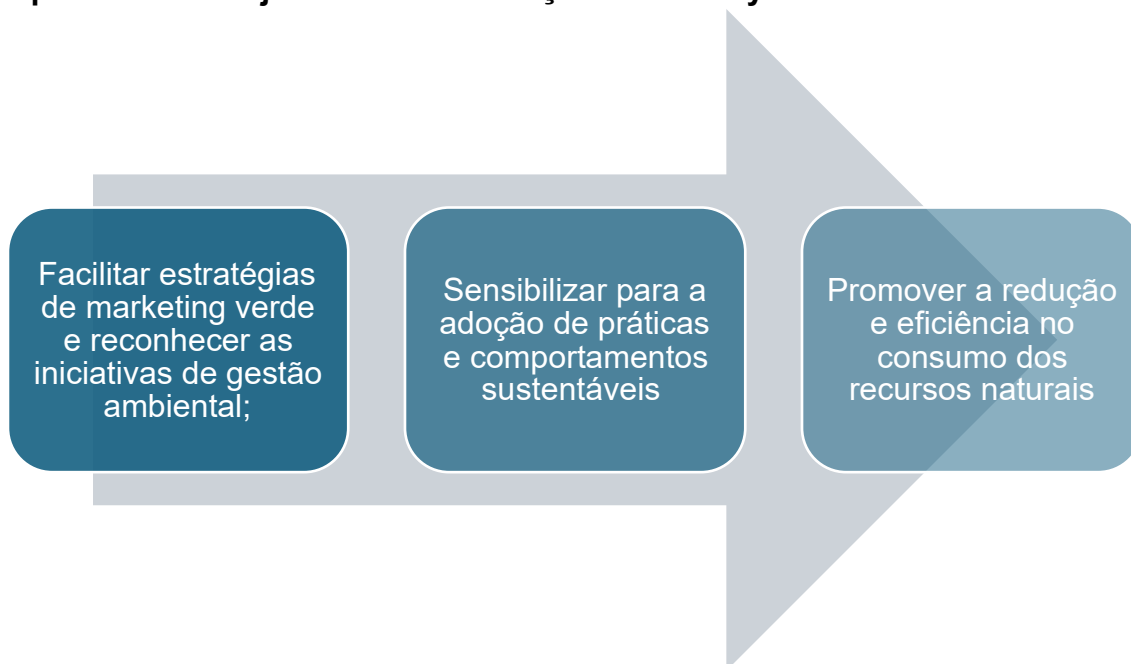 Facilitar estratégias
de marketing verde
e reconhecer as
iniciativas de gestão
ambiental;
Sensibilizar para a
adoção de práticas
e comportamentos
sustentáveis
Promover a redução
e eficiência no
consumo dos
recursos naturais